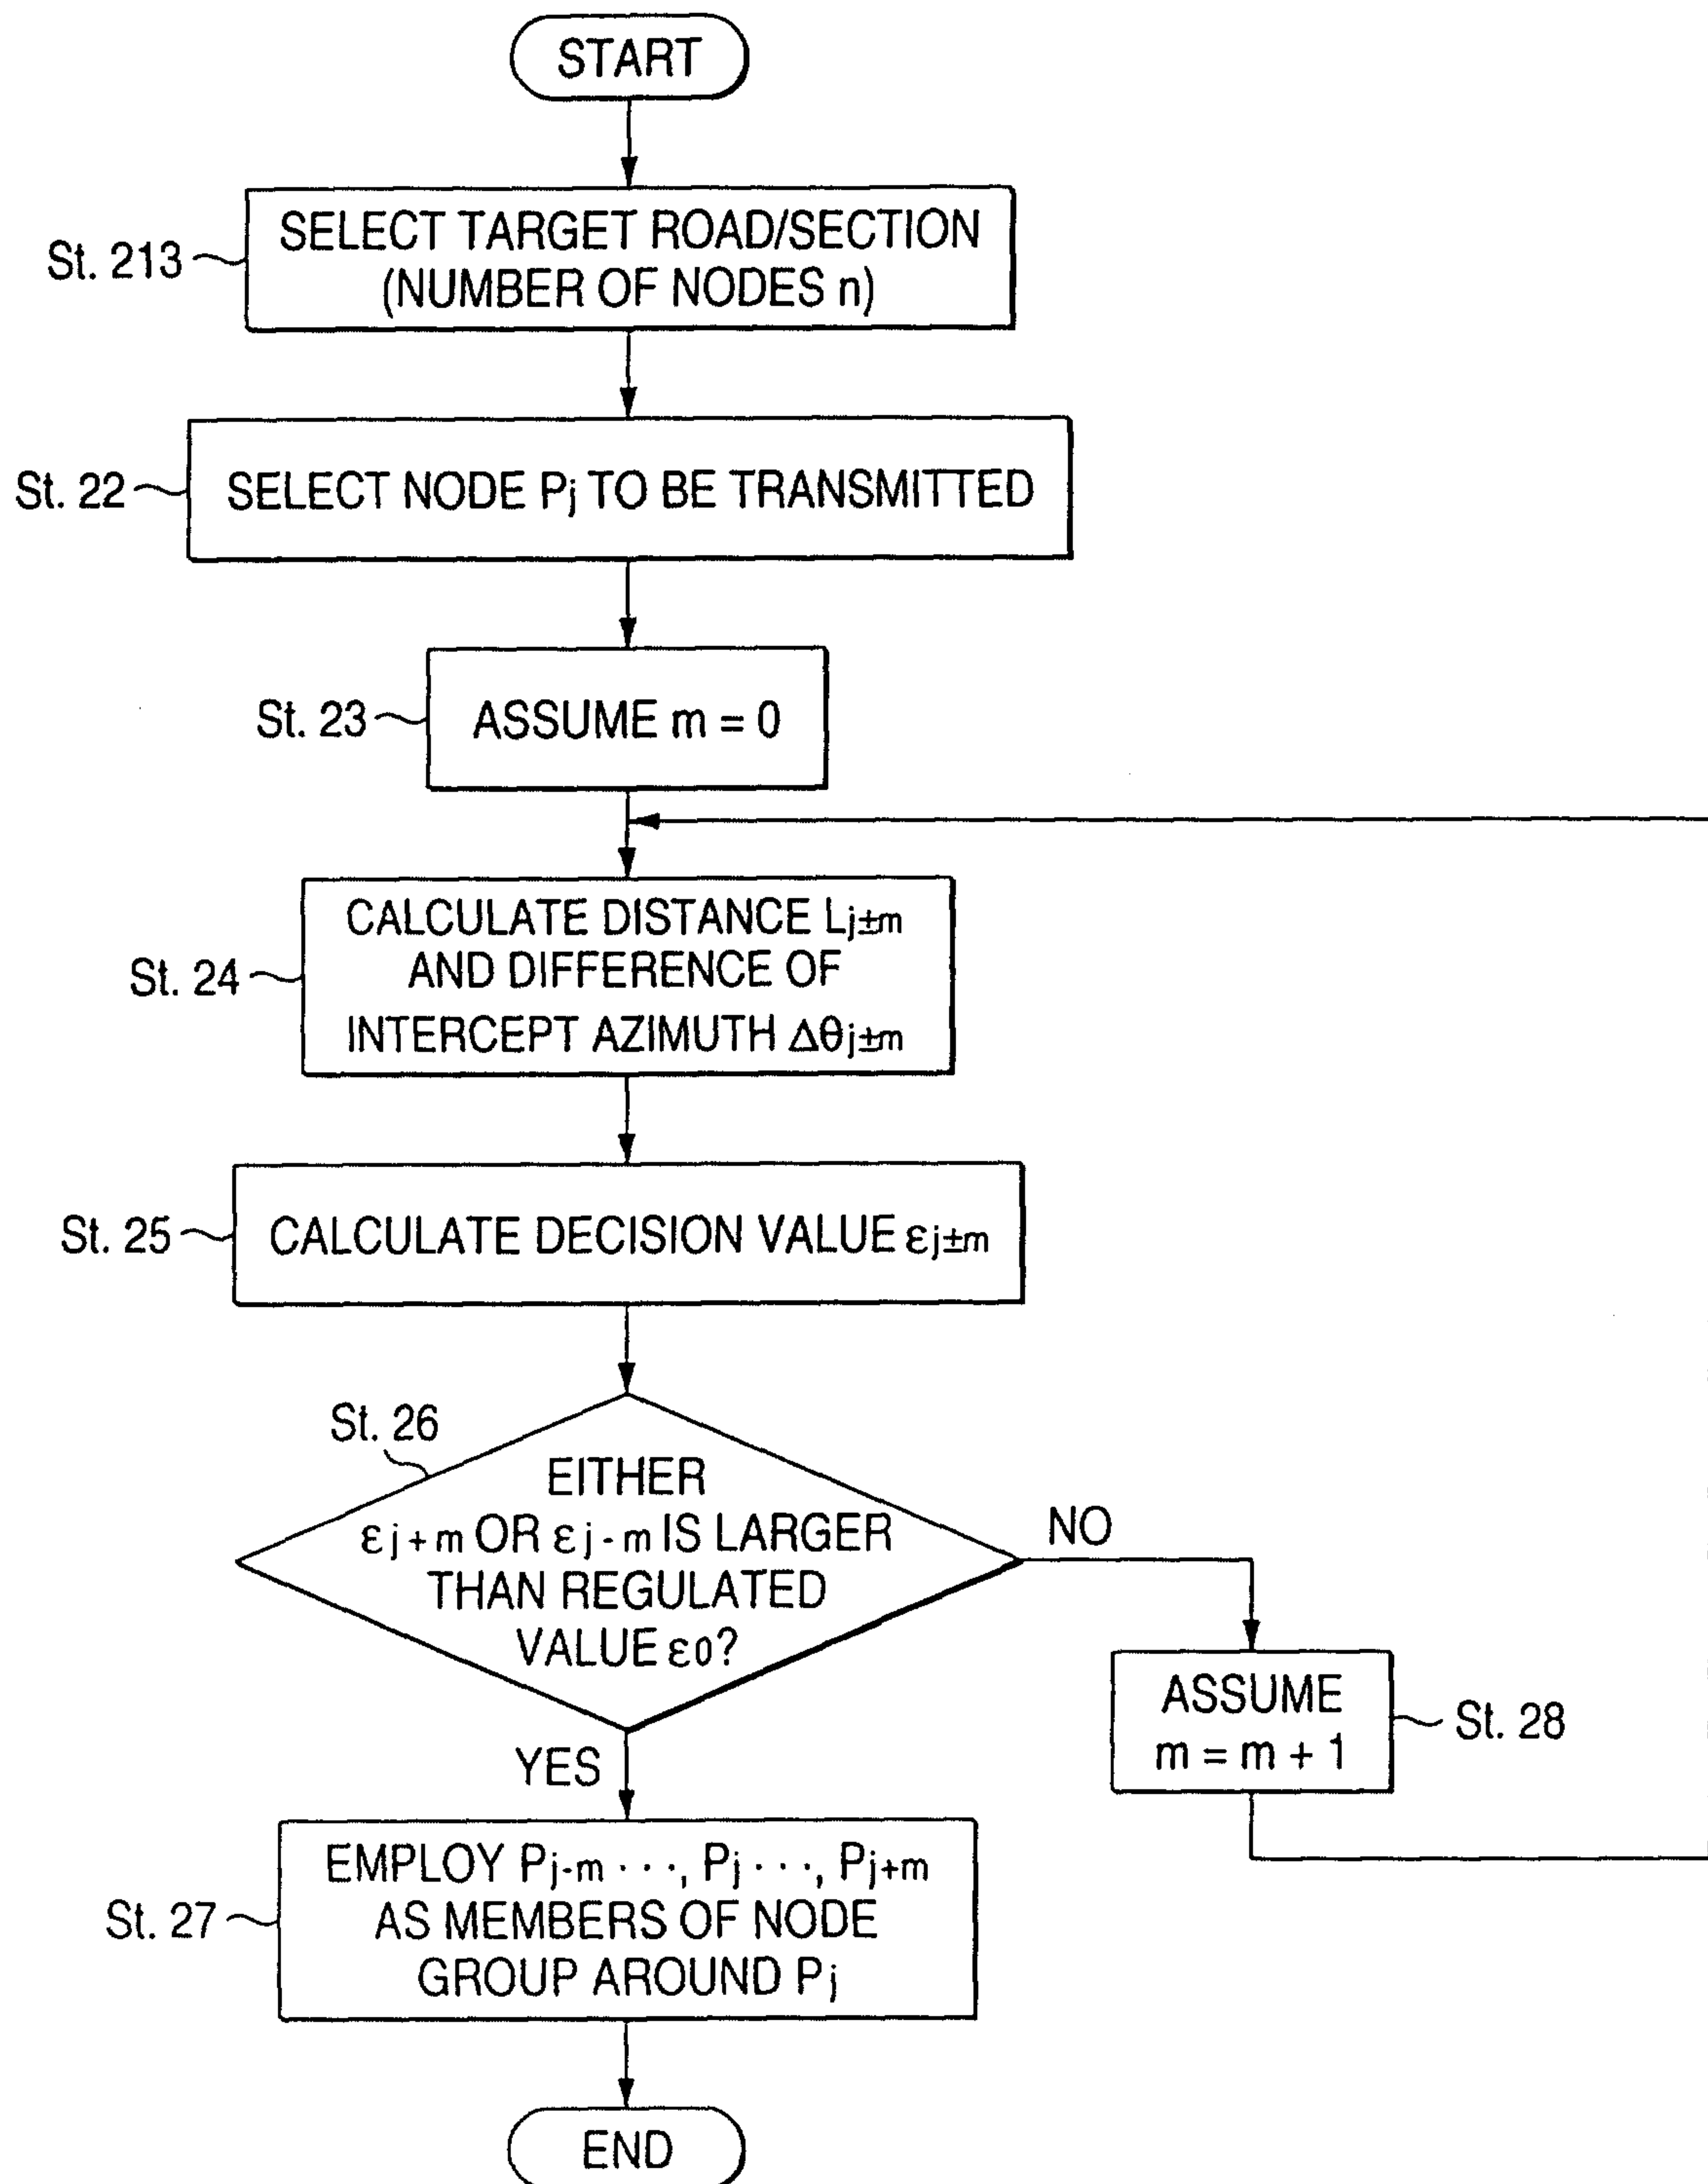 START
St. 213
SELECT TARGET ROAD/SECTION
(NUMBER OF NODES n)
St. 22
SELECT NODE Pj TO BE TRANSMITTED
St. 23
ASSUME m = 0
St. 24
CALCULATE DISTANCE Lj±m
AND DIFFERENCE OF
INTERCEPT AZIMUTH Δθj±m
St. 25
CALCULATE DECISION VALUE εj±m
St. 26
EITHER
εj+m OR εj-m IS LARGER
THAN REGULATED
VALUE ε0?
NO
ASSUME
m = m + 1
St. 28
YES
St. 27
EMPLOY Pj-m ···, Pj ···, Pj+m
AS MEMBERS OF NODE
GROUP AROUND Pj
END